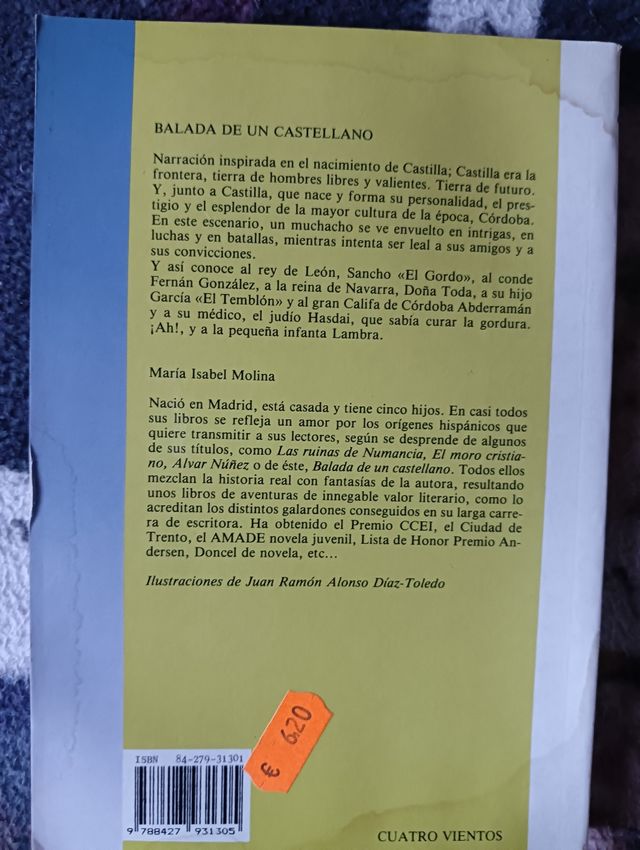 BALADA DE UN CASTELLANO
Narración inspirada en el nacimiento de Castilla; Castilla era la
frontera, tierra de hombres libres y valientes. Tierra de futuro.
Y, junto a Castilla, que nace y forma su personalidad, el pres-
tigio y el esplendor de la mayor cultura de la época, Córdoba.
En este escenario, un muchacho se ve envuelto en intrigas, en
luchas y en batallas, mientras intenta ser leal a sus amigos y a
sus convicciones.
Y así conoce al rey de León, Sancho «El Gordo», al conde
Fernán González, a la reina de Navarra, Doña Toda, a su hijo
García «El Temblón» y al gran Califa de Córdoba Abderramán
y a su médico, el judío Hasdai, que sabía curar la gordura.
¡Ah!, y a la pequeña infanta Lambra.
María Isabel Molina
Nació en Madrid, está casada y tiene cinco hijos. En casi todos
sus libros se refleja un amor por los orígenes hispánicos que
quiere transmitir a sus lectores, según se desprende de algunos
de sus títulos, como Las ruinas de Numancia, El moro cristia-
no, Alvar Núñez o de éste, Balada de un castellano. Todos ellos
mezclan la historia real con fantasías de la autora, resultando
unos libros de aventuras de innegable valor literario, como lo
acreditan los distintos galardones conseguidos en su larga carre-
ra de escritora. Ha obtenido el Premio CCEI, el Ciudad de
Trento, el AMADE novela juvenil, Lista de Honor Premio An-
dersen, Doncel de novela, etc...
Ilustraciones de Juan Ramón Alonso Díaz-Toledo
€ 6,20
ISBN 84-279-31301
9 788427 931305
CUATRO VIENTOS